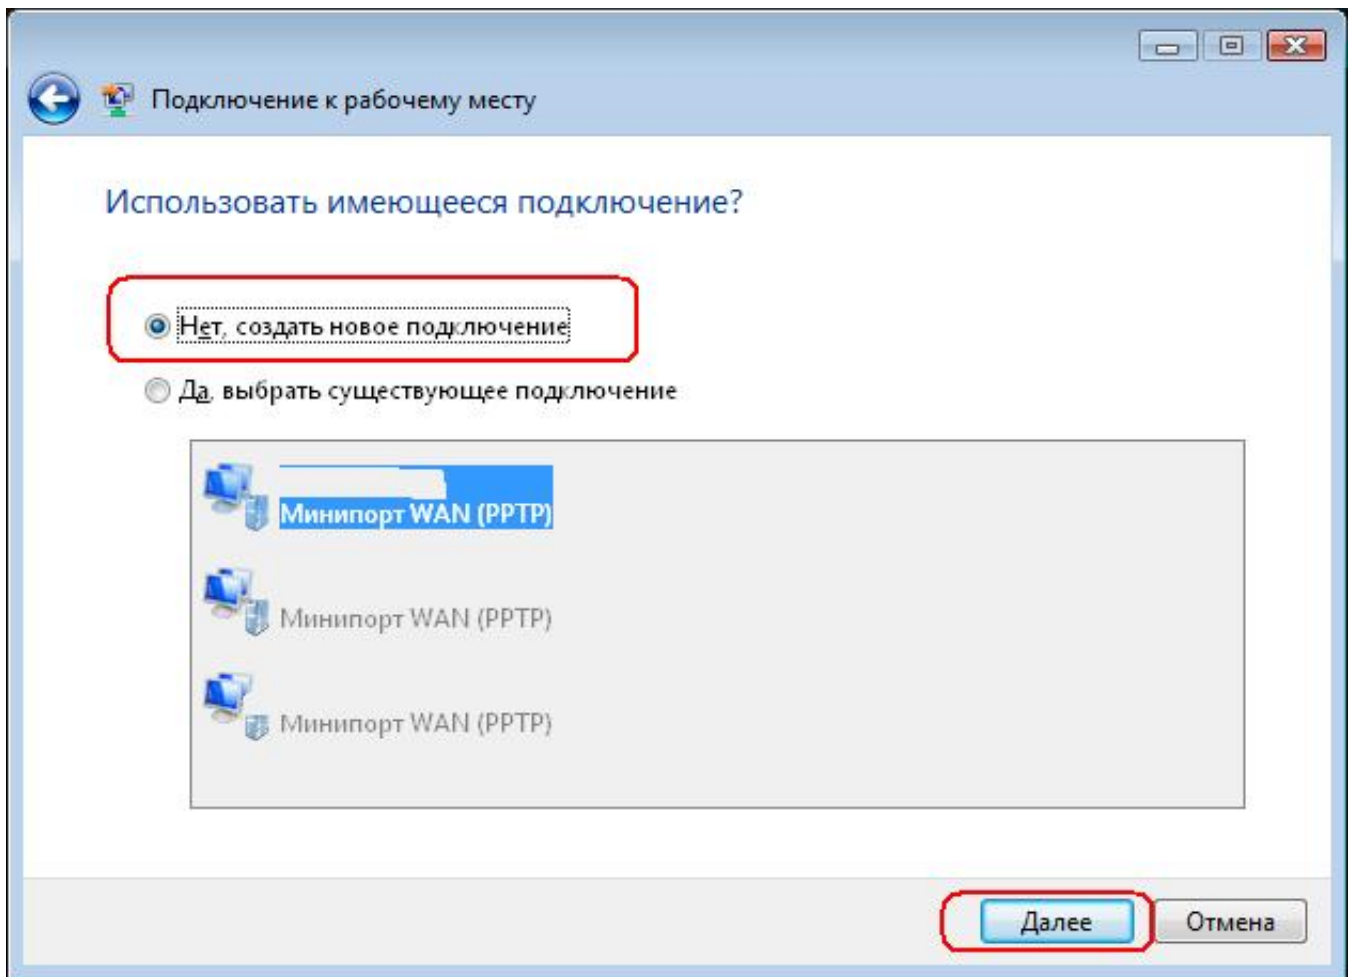 Подключение к рабочему месту
Использовать имеющееся подключение?
Нет, создать новое подключение
Да, выбрать существующее подключение
Минипорт WAN (PPTP)
Минипорт WAN (PPTP)
Минипорт WAN (PPTP)
Далее
Отмена